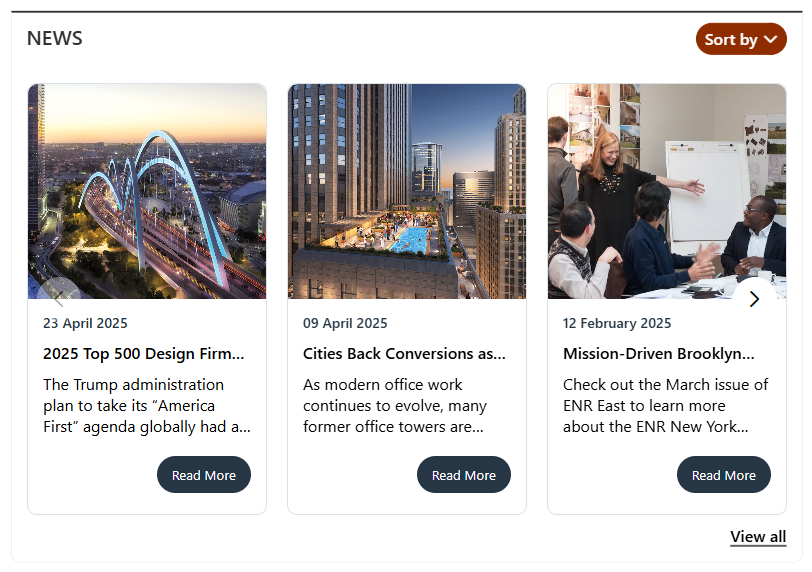 NEWS
Sort by
23 April 2025
2025 Top 500 Design Firm...
The Trump administration
plan to take its “America
First” agenda globally had a...
Read More
09 April 2025
Cities Back Conversions as...
As modern office work
continues to evolve, many
former office towers are...
Read More
12 February 2025
Mission-Driven Brooklyn...
Check out the March issue of
ENR East to learn more
about the ENR New York...
Read More
View all